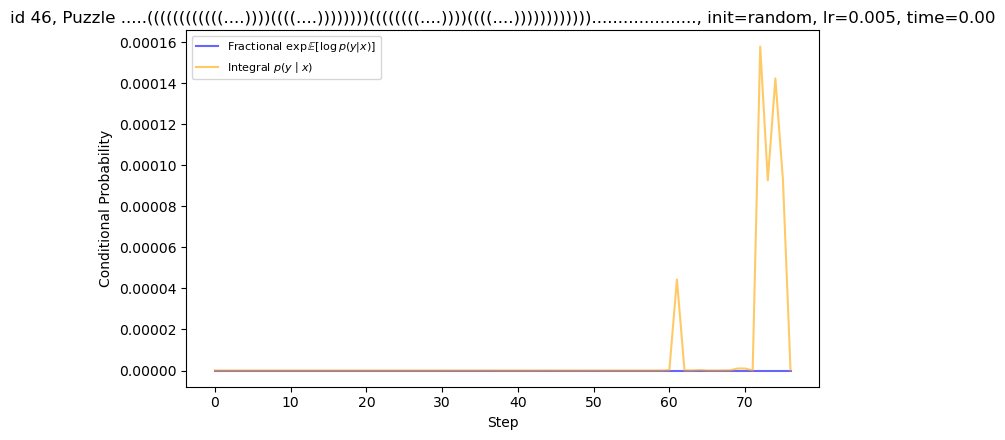 id 46, Puzzle .....((((((((((((....))))((((....))))))))((((((((....))))((((....))))))))))))...................., init=random, lr=0.005, time=0.00
Fractional exp𝔼[log p(y|x)]
Integral p(y | x)
0.00016
0.00014
0.00012
0.00010
0.00008
0.00006
0.00004
0.00002
0.00000
Conditional Probability
0 10 20 30 40 50 60 70
Step